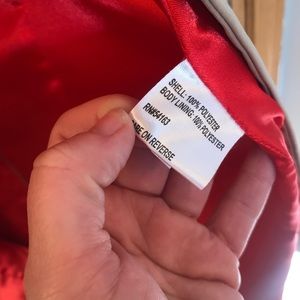 SHELL: 100% POLYESTER
BODY LINING: 100% POLYESTER
RN#54163
ON REVERSE